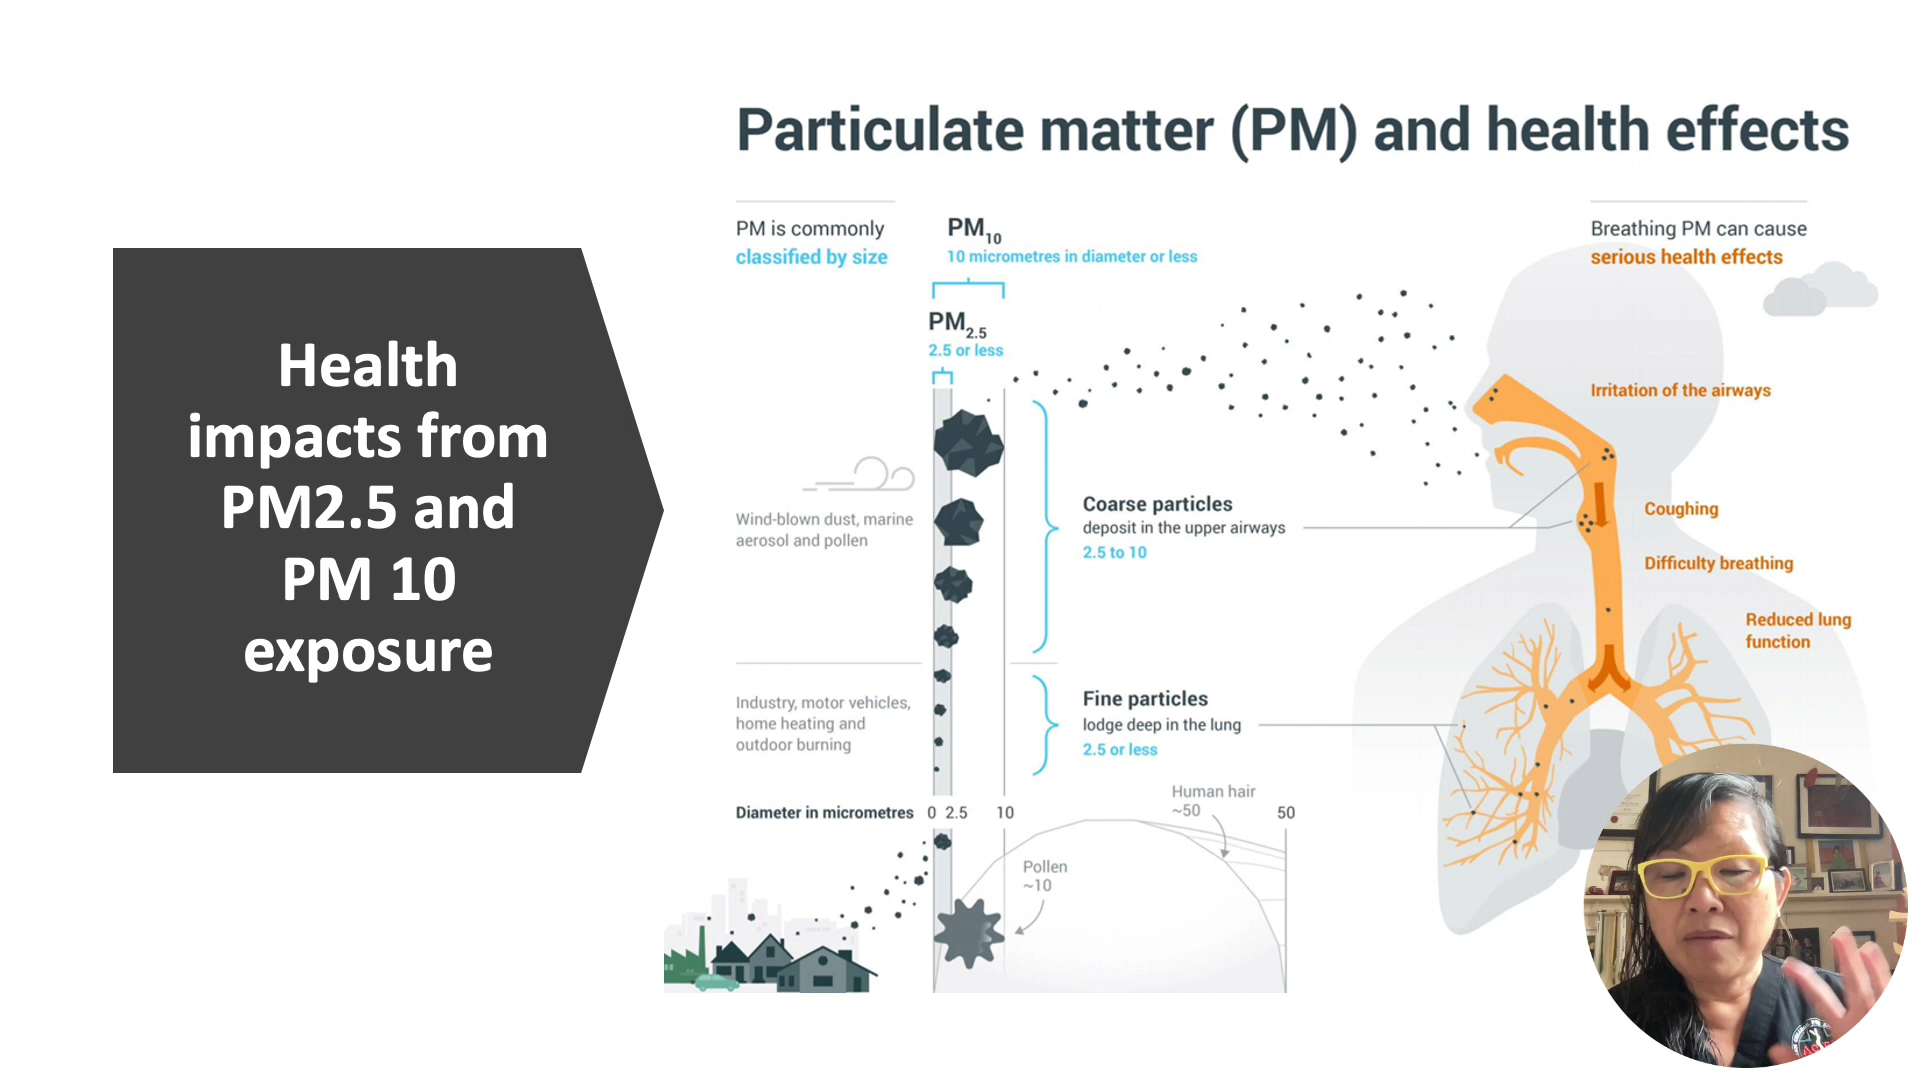 Health
impacts from
PM2.5 and
PM 10
exposure
Particulate matter (PM) and health effects
PM is commonly
classified by size
PM10
10 micrometres in diameter or less
PM2.5
2.5 or less
Breathing PM can cause
serious health effects
Irritation of the airways
Coughing
Difficulty breathing
Reduced lung
function
Wind-blown dust, marine
aerosol and pollen
Coarse particles
deposit in the upper airways
2.5 to 10
Industry, motor vehicles,
home heating and
outdoor burning
Fine particles
lodge deep in the lung
2.5 or less
Diameter in micrometres 0 2.5 10 50
Human hair
~50
Pollen
~10